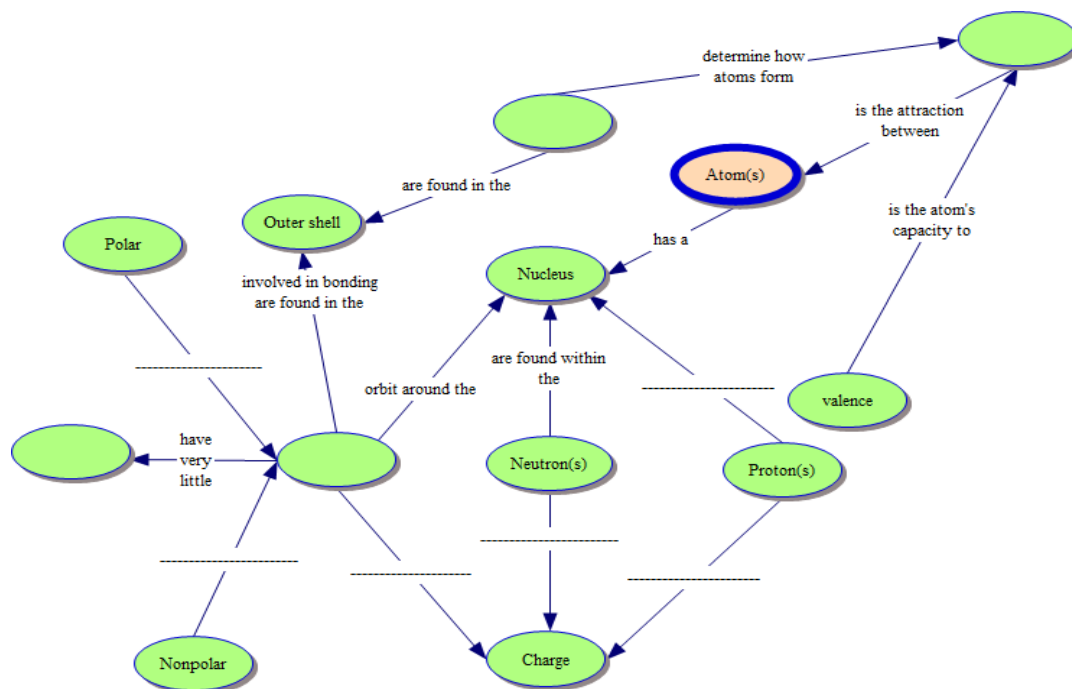 determine how
atoms form
is the attraction
between
Atom(s)
are found in the
is the atom's
capacity to
Outer shell
Polar
has a
Nucleus
involved in bonding
are found in the
are found within
the
-----------------------
orbit around the
------------------------
valence
have
very
little
Neutron(s)
Proton(s)
-------------------------
-------------------------
----------------------
------------------------
Nonpolar
Charge